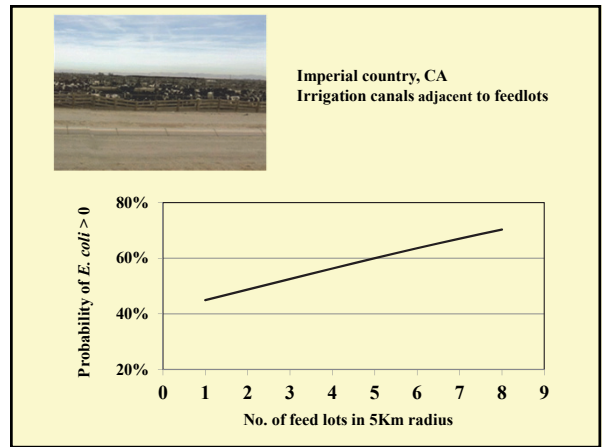 Imperial country, CA
Irrigation canals adjacent to feedlots
Probability of E. coli > 0
80%
60%
40%
20%
0 1 2 3 4 5 6 7 8 9
No. of feed lots in 5Km radius